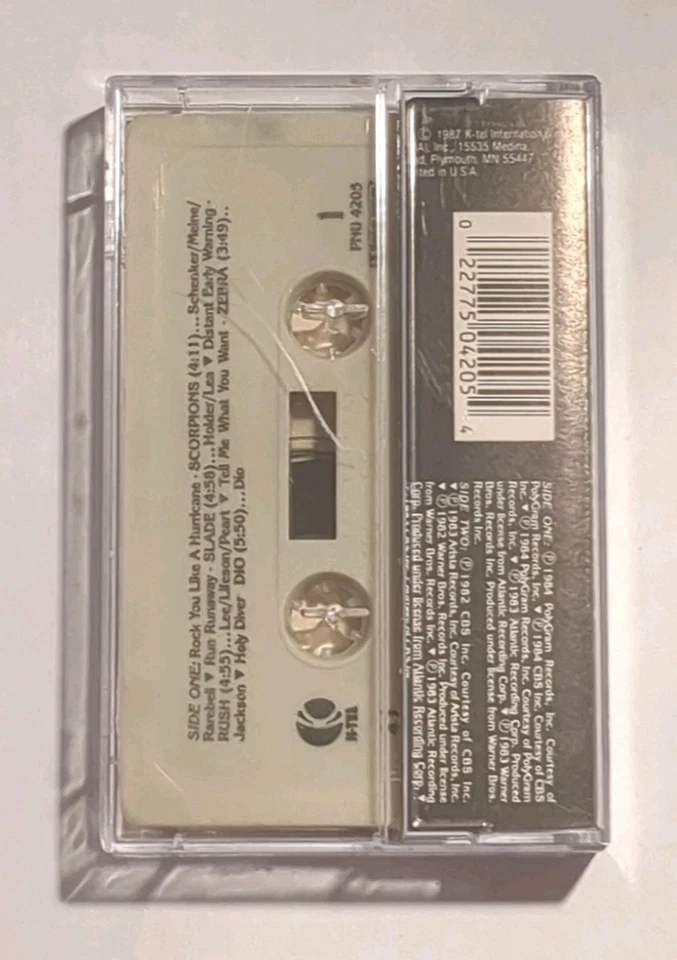 SIDE ONE: Rock You Like A Hurricane - SCORPIONS (4:11)...Schenker/Meine/
Rarebell ▼ Run Runaway - SLADE (4:58)...Holder/Lea ▼ Distant Early Warning -
RUSH (4:55)...Lee/Lifeson/Peart ▼ Tell Me What You Want - ZEBRA (3:49)..
Jackson ▼ Holy Diver DIO (5:50)...Dio
1
PNU 4205
K-TEL
© 1987 K-tel International
Inc., 15535 Medina
Plymouth, MN 55447
in U.S.A.
0 22775 04205 4
SIDE ONE: ℗ 1984 PolyGram Records, Inc. Courtesy of
PolyGram Records, Inc. ▼ ℗ 1984 CBS Inc. Courtesy of CBS
Inc. ▼ ℗ 1984 PolyGram Records, Inc. Courtesy of PolyGram
Records, Inc. ▼ ℗ 1983 Atlantic Recording Corp. Produced
under license from Atlantic Recording Corp. ▼ ℗ 1983 Warner
Bros. Records Inc. Produced under license from Warner Bros.
Records Inc.
SIDE TWO: ℗ 1982 CBS Inc. Courtesy of CBS Inc.
▼ ℗ 1983 Arista Records, Inc. Courtesy of Arista Records, Inc.
▼ ℗ 1982 Warner Bros. Records Inc. Produced under license
from Warner Bros. Records Inc. ▼ ℗ 1983 Atlantic Recording
Corp. Produced under license from Atlantic Recording Corp. ▼